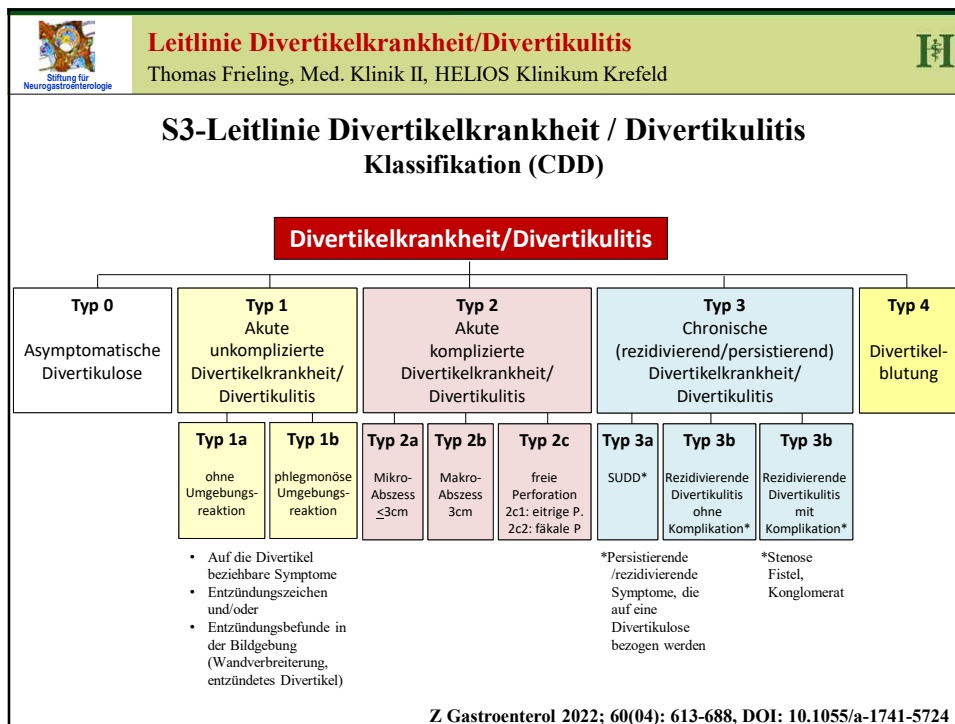 Stiftung für
Neurogastroenterologie
Leitlinie Divertikelkrankheit/Divertikulitis
Thomas Frieling, Med. Klinik II, HELIOS Klinikum Krefeld
H
S3-Leitlinie Divertikelkrankheit / Divertikulitis
Klassifikation (CDD)
Divertikelkrankheit/Divertikulitis
Typ 0
Asymptomatische
Divertikulose
Typ 1
Akute
unkomplizierte
Divertikelkrankheit/
Divertikulitis
Typ 2
Akute
komplizierte
Divertikelkrankheit/
Divertikulitis
Typ 3
Chronische
(rezidivierend/persistierend)
Divertikelkrankheit/
Divertikulitis
Typ 4
Divertikel-
blutung
Typ 1a
ohne
Umgebungs-
reaktion
Typ 1b
phlegmonöse
Umgebungs-
reaktion
Typ 2a
Mikro-
Abszess
<3cm
Typ 2b
Makro-
Abszess
3cm
Typ 2c
freie
Perforation
2c1: eitrige P.
2c2: fäkale P
Typ 3a
SUDD*
Typ 3b
Rezidivierende
Divertikulitis
ohne
Komplikation*
Typ 3b
Rezidivierende
Divertikulitis
mit
Komplikation*
• Auf die Divertikel
beziehbare Symptome
• Entzündungszeichen
und/oder
• Entzündungsbefunde in
der Bildgebung
(Wandverbreiterung,
entzündetes Divertikel)
*Persistierende
/rezidivierende
Symptome, die
auf eine
Divertikulose
bezogen werden
*Stenose
Fistel,
Konglomerat
Z Gastroenterol 2022; 60(04): 613-688, DOI: 10.1055/a-1741-5724